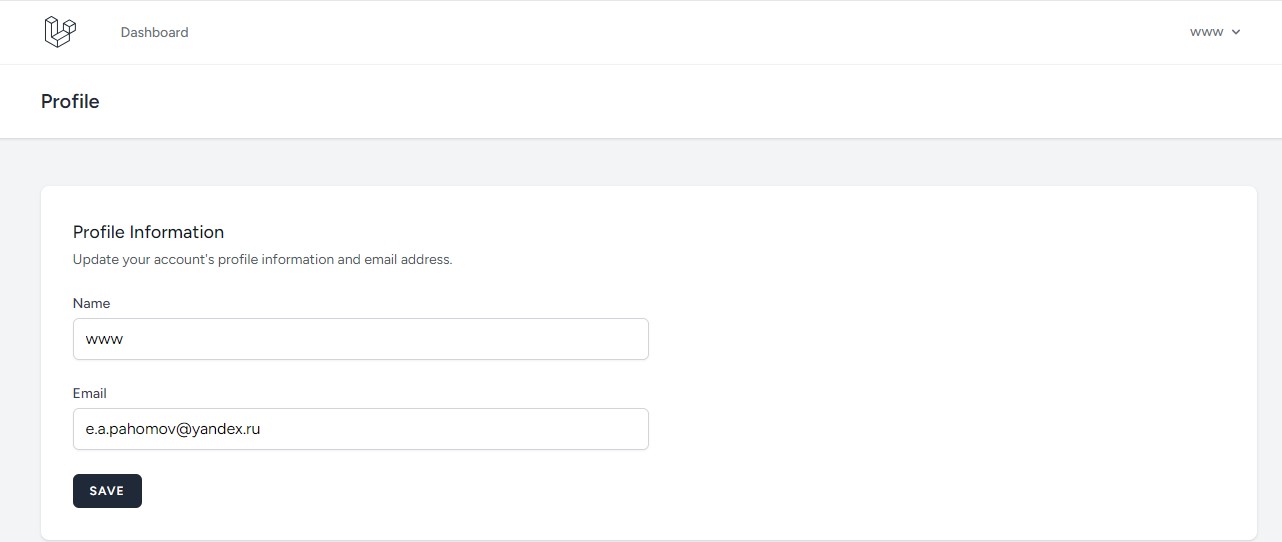 Dashboard
www
Profile
Profile Information
Update your account's profile information and email address.
Name
www
Email
e.a.pahomov@yandex.ru
SAVE